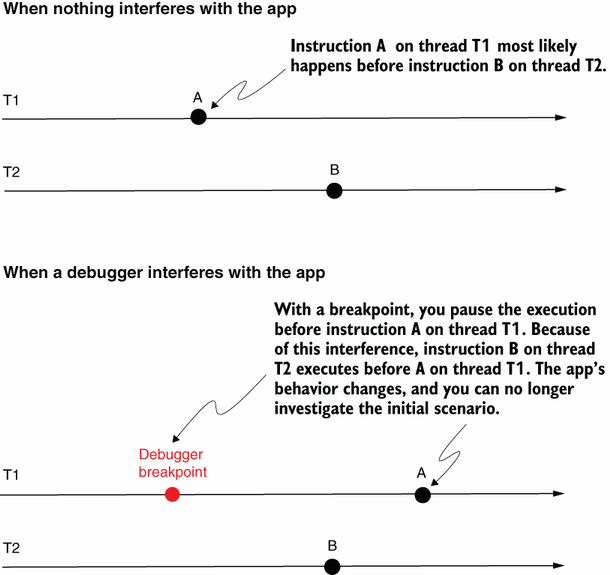 When nothing interferes with the app
Instruction A on thread T1 most likely
happens before instruction B on thread T2.
T1
A
T2
B
When a debugger interferes with the app
With a breakpoint, you pause the execution
before instruction A on thread T1. Because
of this interference, instruction B on thread
T2 executes before A on thread T1. The app's
behavior changes, and you can no longer
investigate the initial scenario.
Debugger
breakpoint
T1
A
T2
B